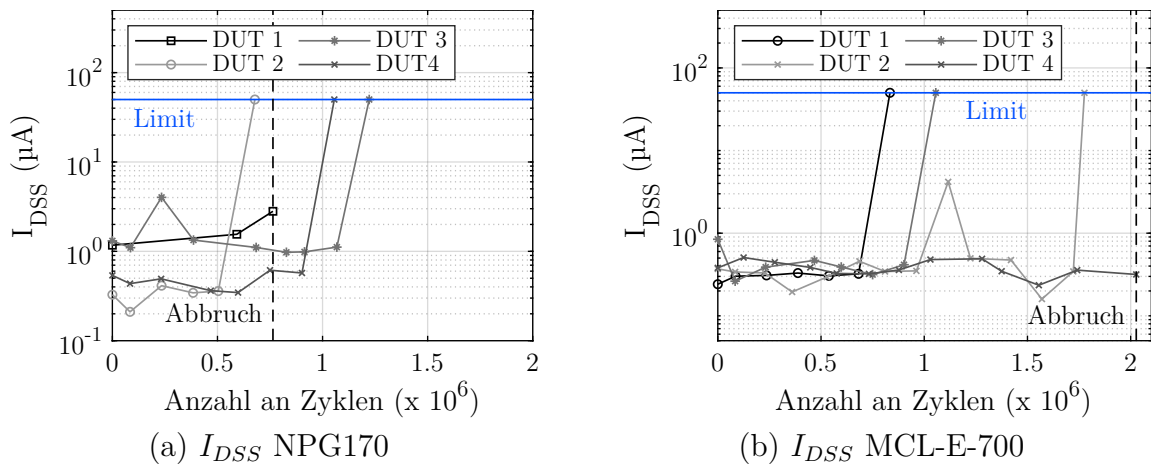 a)
DUT 1
DUT 2
DUT 3
DUT4
Limit
Abbruch
I_DSS (µA)
10^2
10^1
10^0
10^-1
0
0.5
1
1.5
2
Anzahl an Zyklen (x 10^6)
(a) I_DSS NPG170
b)
DUT 1
DUT 2
DUT 3
DUT 4
Limit
Abbruch
I_DSS (µA)
10^2
10^0
0
0.5
1
1.5
2
Anzahl an Zyklen (x 10^6)
(b) I_DSS MCL-E-700